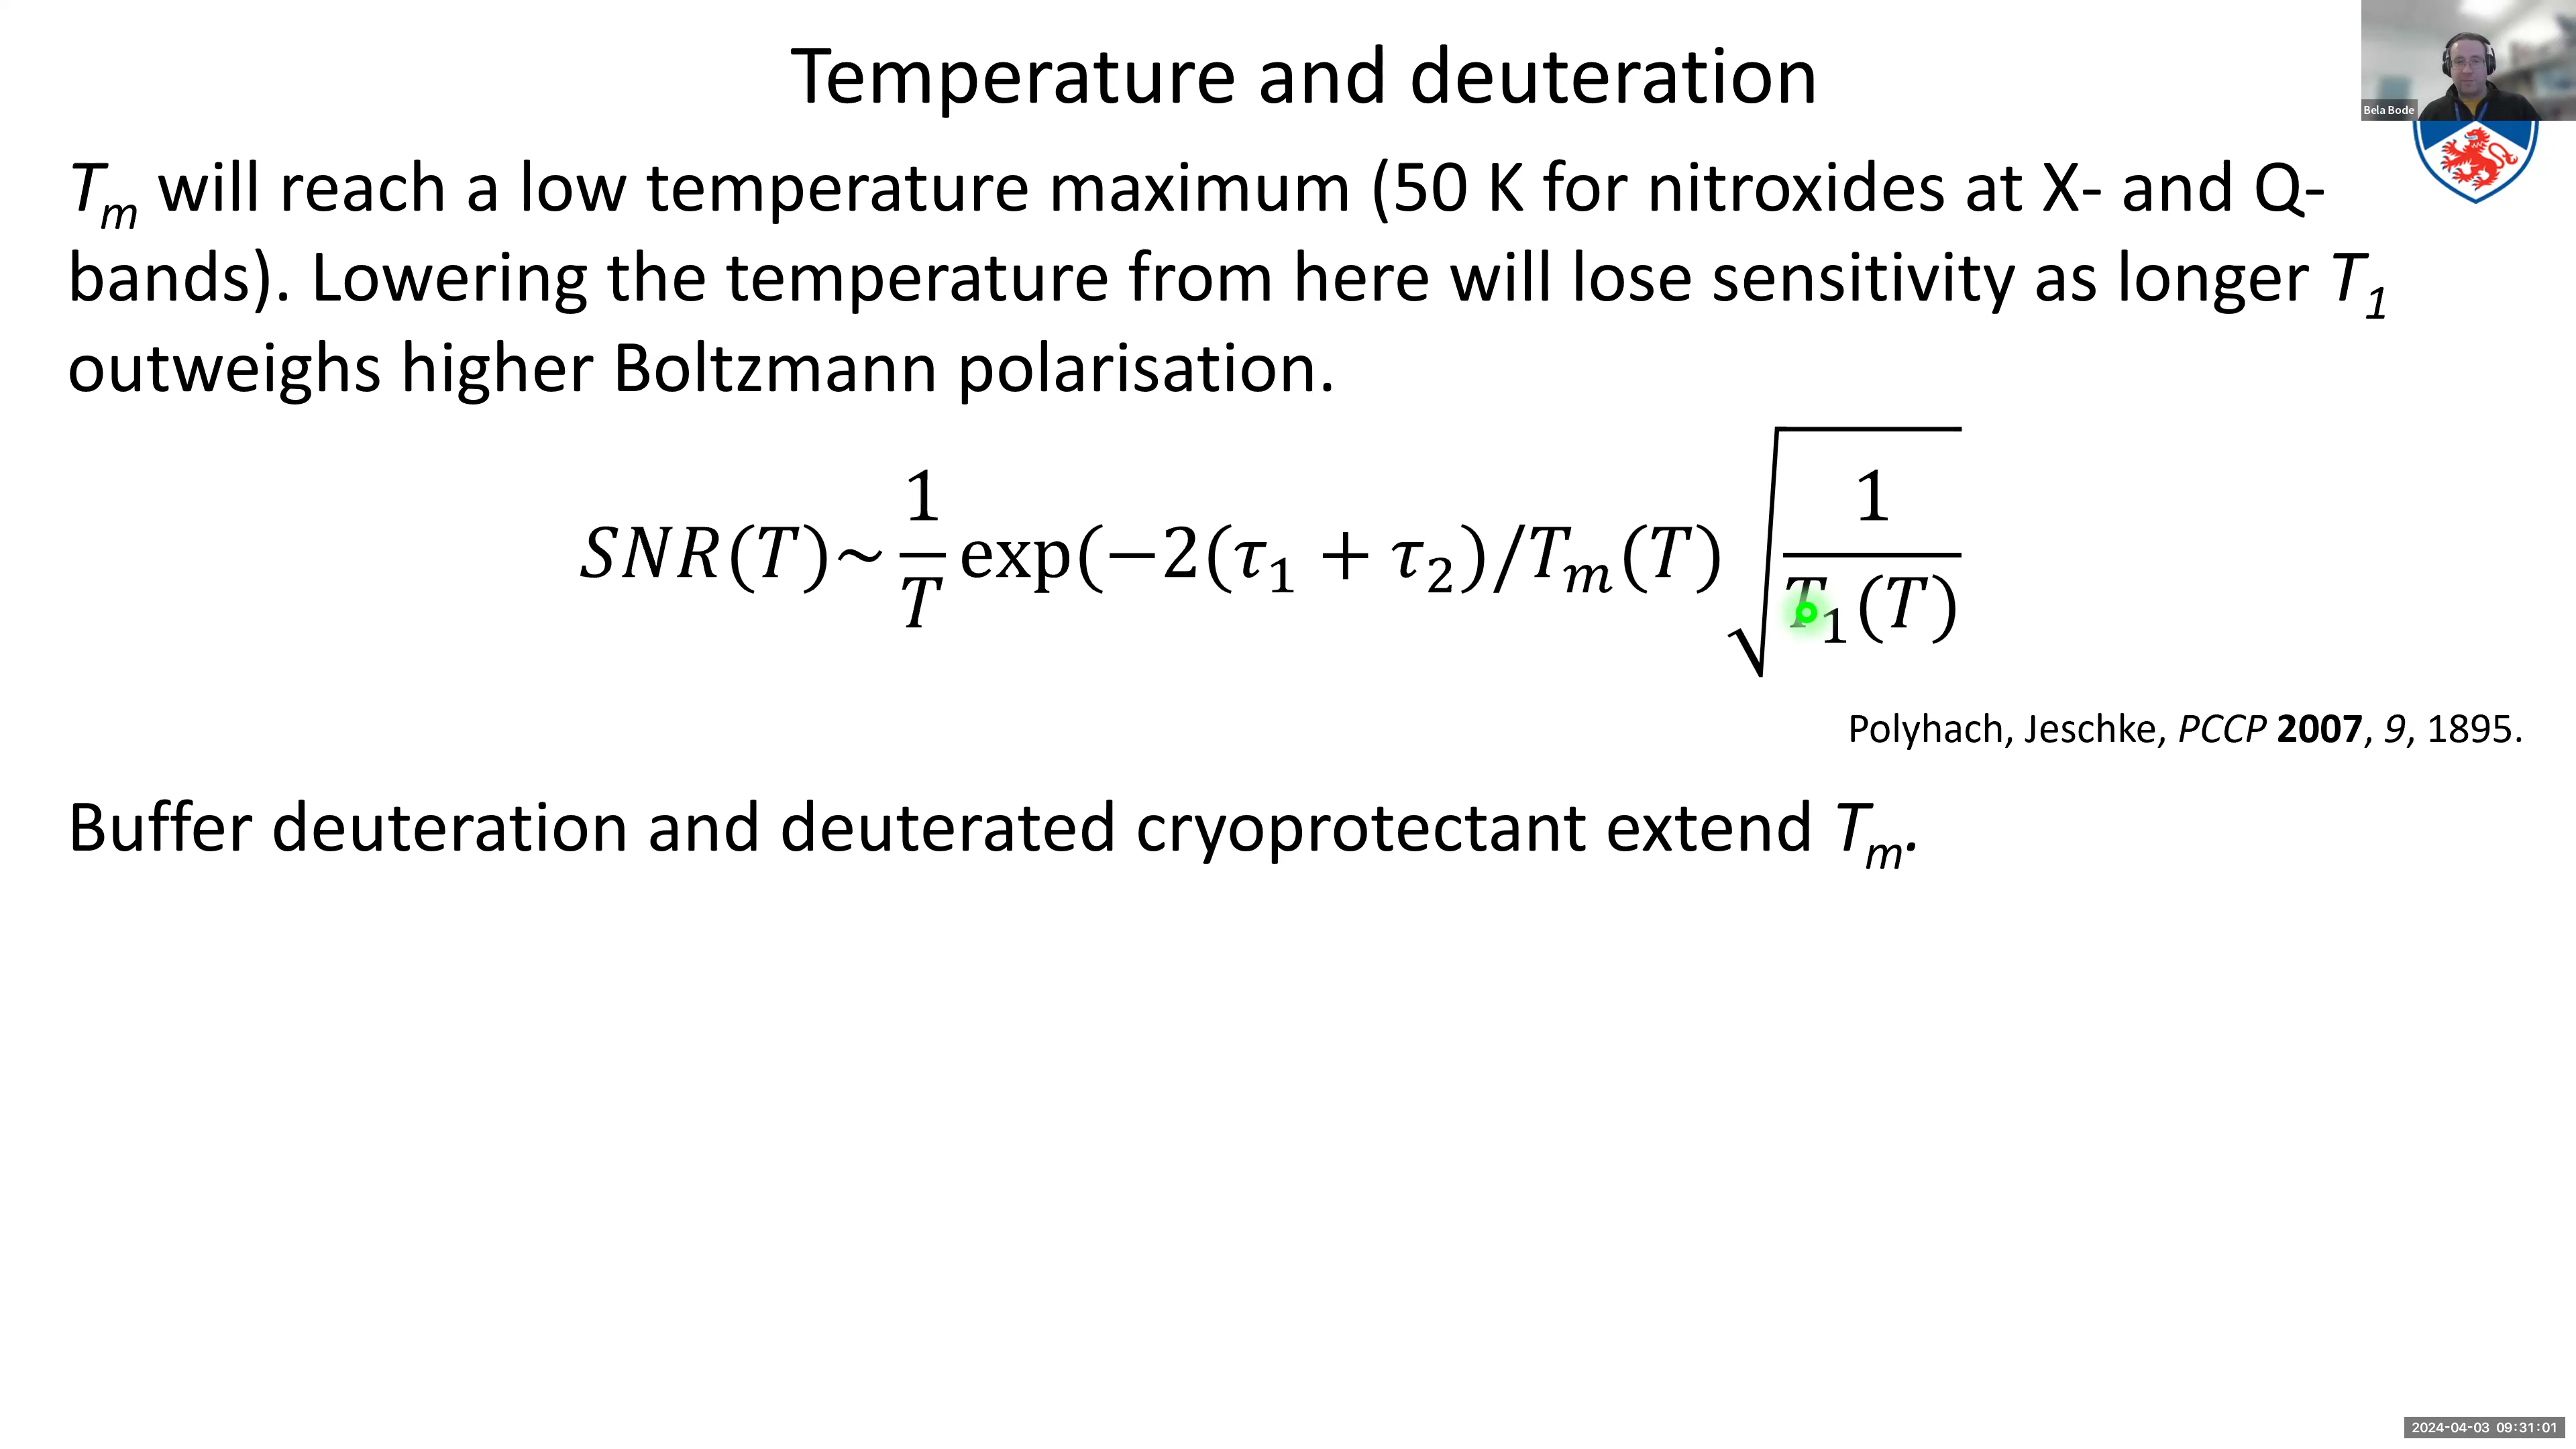 Temperature and deuteration
Bela Bode
Tm will reach a low temperature maximum (50 K for nitroxides at X- and Q-
bands). Lowering the temperature from here will lose sensitivity as longer T1
outweighs higher Boltzmann polarisation.
SNR(T)~ 1/T exp(−2(τ1 + τ2)/Tm(T) √(1/T1(T))
Polyhach, Jeschke, PCCP 2007, 9, 1895.
Buffer deuteration and deuterated cryoprotectant extend Tm.
2024-04-03 09:31:01